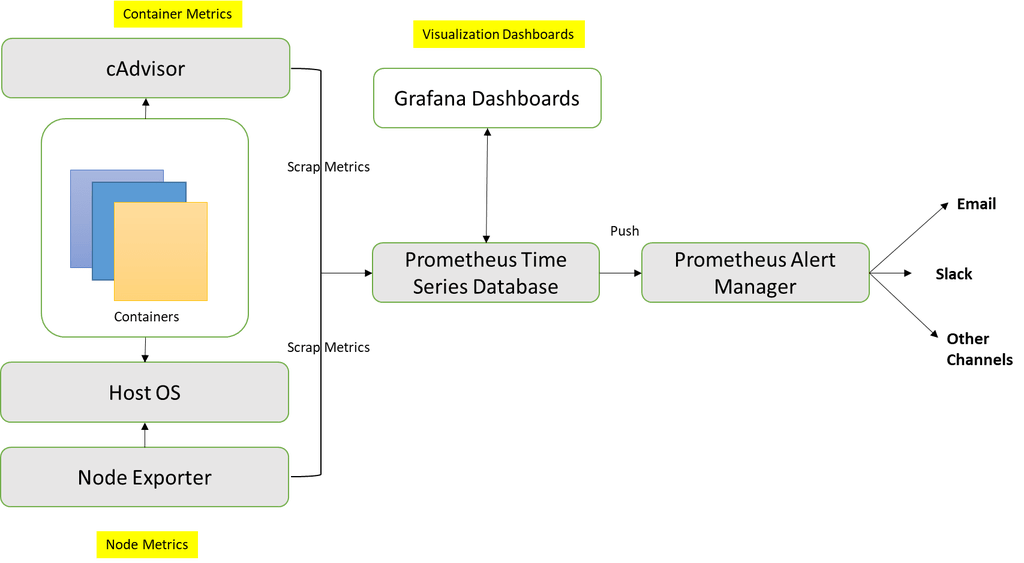 Container Metrics
cAdvisor
Containers
Host OS
Node Exporter
Node Metrics
Scrap Metrics
Scrap Metrics
Visualization Dashboards
Grafana Dashboards
Prometheus Time
Series Database
Push
Prometheus Alert
Manager
Email
Slack
Other
Channels